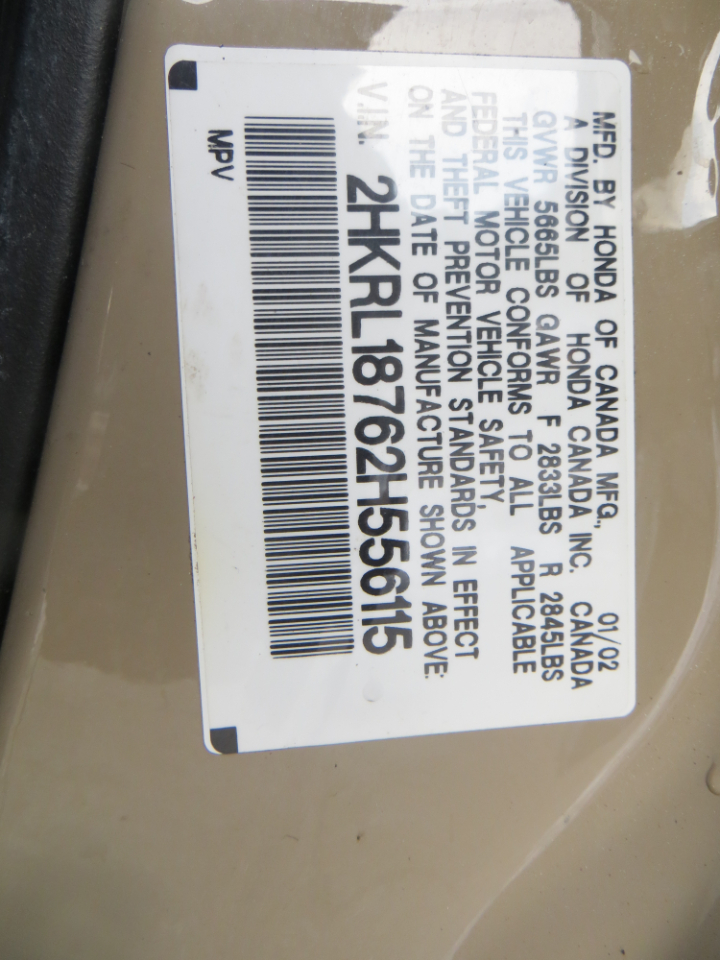 MFD. BY HONDA OF CANADA MFG., 01/02
A DIVISION OF HONDA CANADA INC. CANADA
GVWR 5665LBS GAWR F 2833LBS R 2845LBS
THIS VEHICLE CONFORMS TO ALL APPLICABLE
FEDERAL MOTOR VEHICLE SAFETY,
AND THEFT PREVENTION STANDARDS IN EFFECT
ON THE DATE OF MANUFACTURE SHOWN ABOVE:
V.I.N. 2HKRL18762H556115
MPV